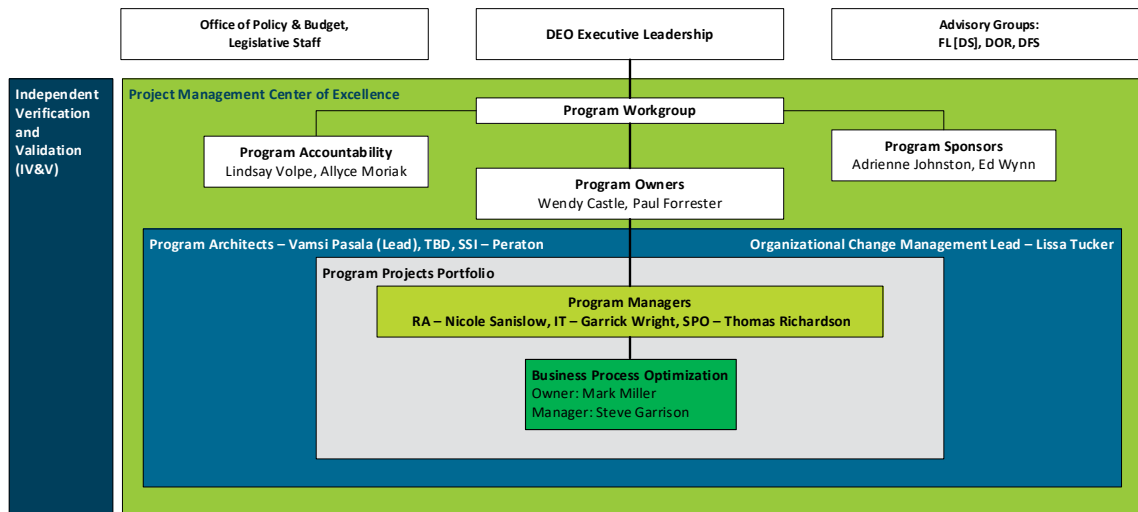 Office of Policy & Budget,
Legislative Staff
DEO Executive Leadership
Advisory Groups:
FL [DS], DOR, DFS
Independent
Verification
and
Validation
(IV&V)
Project Management Center of Excellence
Program Workgroup
Program Accountability
Lindsay Volpe, Allyce Moriak
Program Sponsors
Adrienne Johnston, Ed Wynn
Program Owners
Wendy Castle, Paul Forrester
Program Architects – Vamsi Pasala (Lead), TBD, SSI – Peraton
Organizational Change Management Lead – Lissa Tucker
Program Projects Portfolio
Program Managers
RA – Nicole Sanislow, IT – Garrick Wright, SPO – Thomas Richardson
Business Process Optimization
Owner: Mark Miller
Manager: Steve Garrison